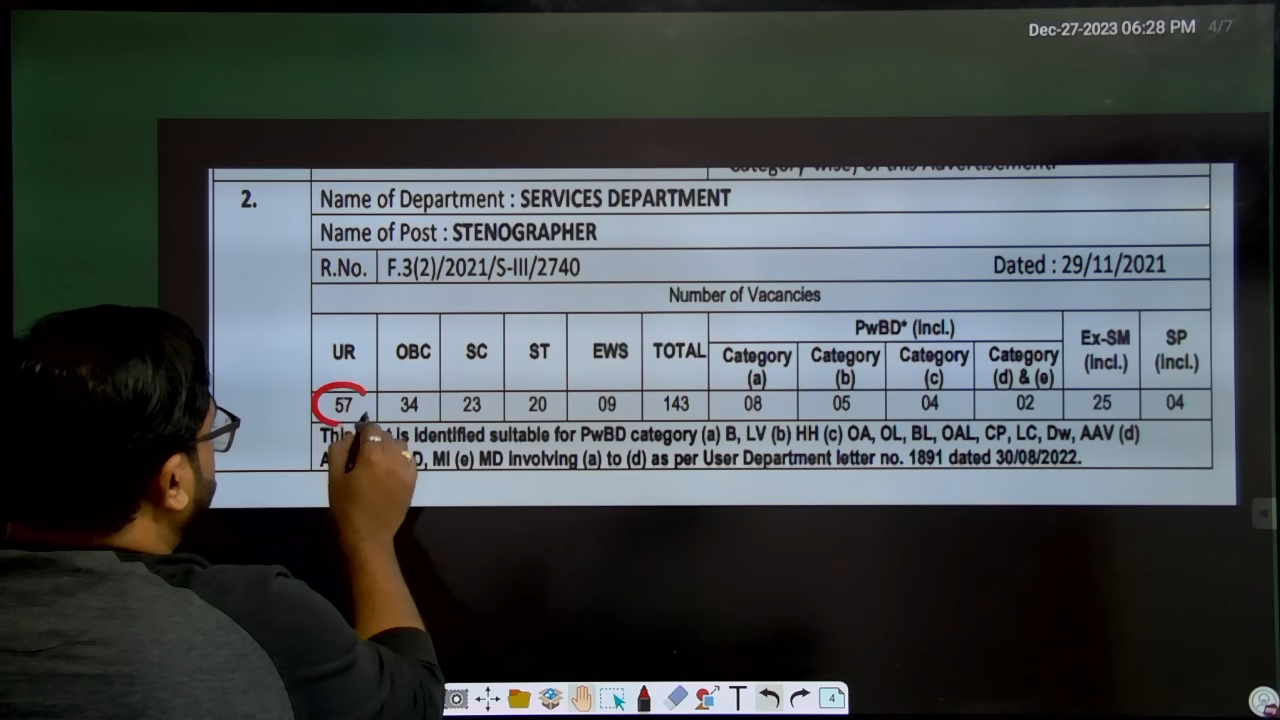 Dec-27-2023 06:28 PM 4/7
2.
Name of Department : SERVICES DEPARTMENT
Name of Post : STENOGRAPHER
R.No. F.3(2)/2021/S-III/2740 Dated : 29/11/2021
Number of Vacancies
UR OBC SC ST EWS TOTAL PwBD* (Incl.) Ex-SM (Incl.) SP (Incl.)
Category (a) Category (b) Category (c) Category (d) & (e)
57 34 23 20 09 143 08 05 04 02 25 04
is identified suitable for PwBD category (a) B, LV (b) HH (c) OA, OL, BL, OAL, CP, LC, Dw, AAV (d)
MI (e) MD involving (a) to (d) as per User Department letter no. 1891 dated 30/08/2022.
T 4